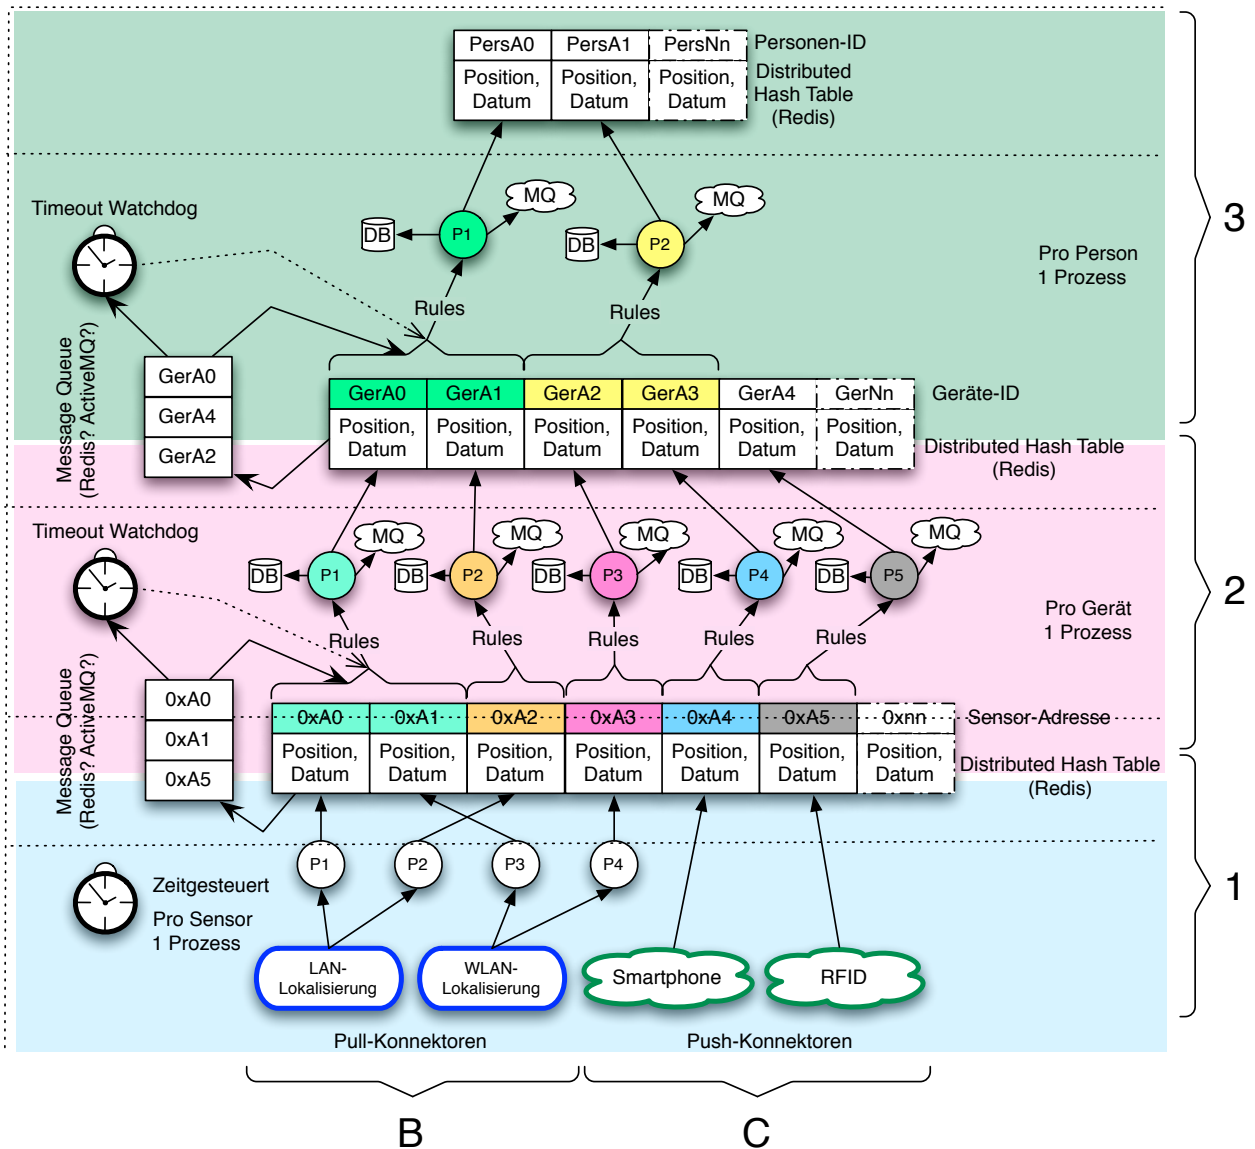 PersA0 PersA1 PersNn Personen-ID
Position, Datum Position, Datum Position, Datum Distributed Hash Table (Redis)
3
Timeout Watchdog
MQ MQ
DB P1 DB P2
Pro Person
1 Prozess
Rules Rules
Message Queue
(Redis? ActiveMQ?)
GerA0
GerA4
GerA2
GerA0 GerA1 GerA2 GerA3 GerA4 GerNn Geräte-ID
Position, Datum Position, Datum Position, Datum Position, Datum Position, Datum Position, Datum
Distributed Hash Table
(Redis)
Timeout Watchdog
MQ MQ MQ MQ MQ
DB P1 DB P2 DB P3 DB P4 DB P5
2
Pro Gerät
1 Prozess
Rules Rules Rules Rules Rules
Message Queue
(Redis? ActiveMQ?)
0xA0
0xA1
0xA5
0xA0 0xA1 0xA2 0xA3 0xA4 0xA5 0xnn Sensor-Adresse
Position, Datum Position, Datum Position, Datum Position, Datum Position, Datum Position, Datum Position, Datum
Distributed Hash Table
(Redis)
P1 P2 P3 P4
1
Zeitgesteuert
Pro Sensor
1 Prozess
LAN-
Lokalisierung
WLAN-
Lokalisierung
Smartphone
RFID
Pull-Konnektoren Push-Konnektoren
B C